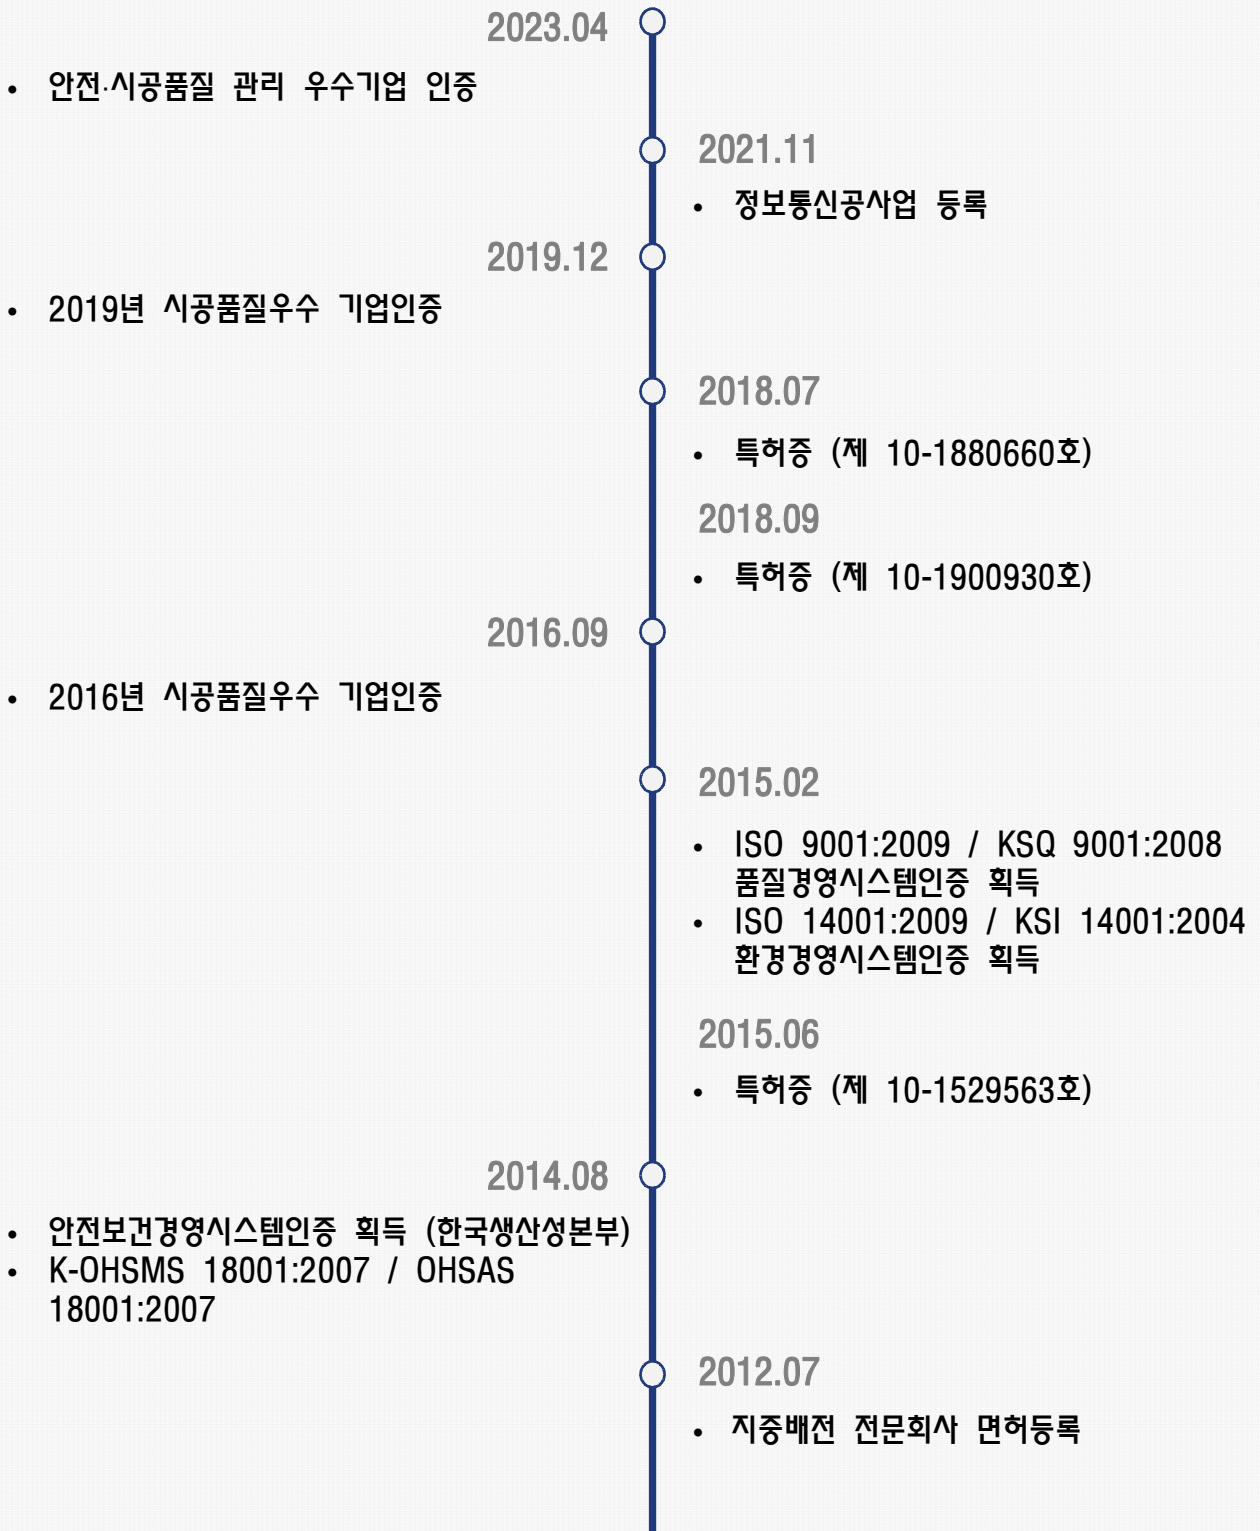 2023.04
• 안전·시공품질 관리 우수기업 인증
2021.11
• 정보통신공사업 등록
2019.12
• 2019년 시공품질우수 기업인증
2018.07
• 특허증 (제 10-1880660호)
2018.09
• 특허증 (제 10-1900930호)
2016.09
• 2016년 시공품질우수 기업인증
2015.02
• ISO 9001:2009 / KSQ 9001:2008
품질경영시스템인증 획득
• ISO 14001:2009 / KSI 14001:2004
환경경영시스템인증 획득
2015.06
• 특허증 (제 10-1529563호)
2014.08
• 안전보건경영시스템인증 획득 (한국생산성본부)
• K-OHSMS 18001:2007 / OHSAS
18001:2007
2012.07
• 지중배전 전문회사 면허등록